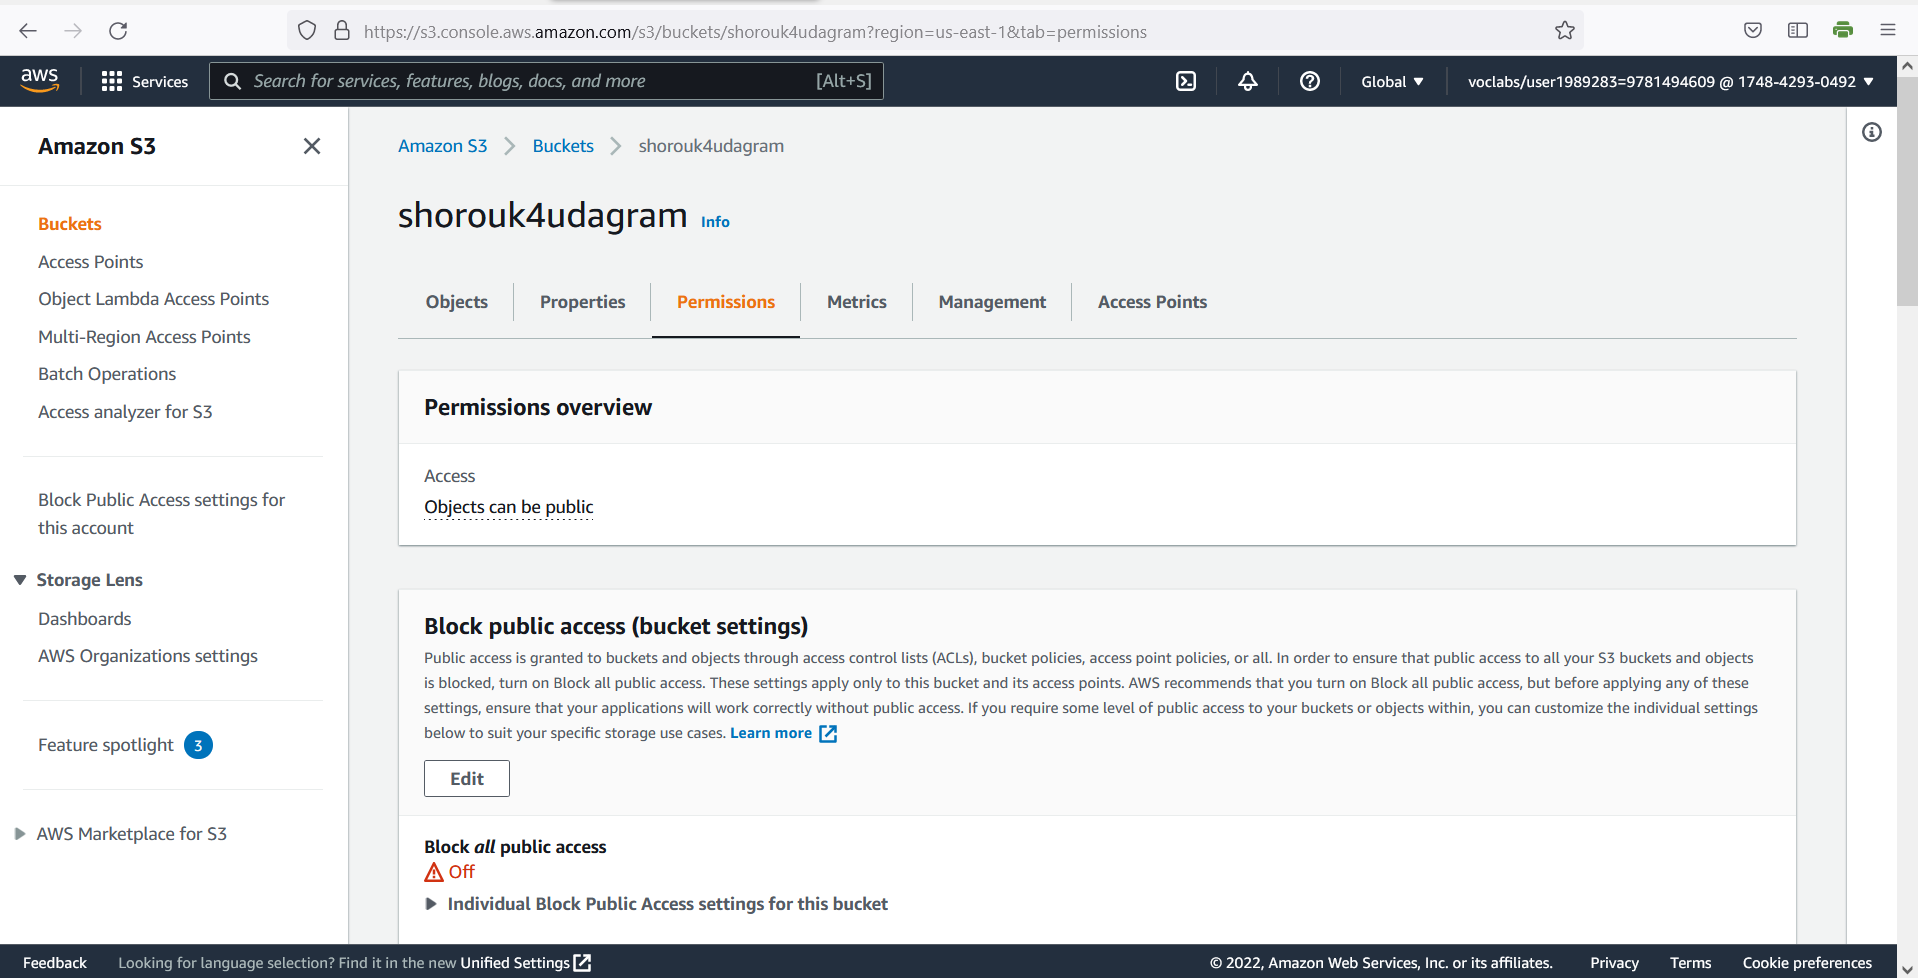 https://s3.console.aws.amazon.com/s3/buckets/shorouk4udagram?region=us-east-1&tab=permissions
aws
Services
Search for services, features, blogs, docs, and more
[Alt+S]
Global
voclabs/user1989283=9781494609 @ 1748-4293-0492
Amazon S3
Buckets
Access Points
Object Lambda Access Points
Multi-Region Access Points
Batch Operations
Access analyzer for S3
Block Public Access settings for
this account
Storage Lens
Dashboards
AWS Organizations settings
Feature spotlight 3
AWS Marketplace for S3
Amazon S3 > Buckets > shorouk4udagram
shorouk4udagram Info
Objects
Properties
Permissions
Metrics
Management
Access Points
Permissions overview
Access
Objects can be public
Block public access (bucket settings)
Public access is granted to buckets and objects through access control lists (ACLs), bucket policies, access point policies, or all. In order to ensure that public access to all your S3 buckets and objects
is blocked, turn on Block all public access. These settings apply only to this bucket and its access points. AWS recommends that you turn on Block all public access, but before applying any of these
settings, ensure that your applications will work correctly without public access. If you require some level of public access to your buckets or objects within, you can customize the individual settings
below to suit your specific storage use cases. Learn more
Edit
Block all public access
Off
Individual Block Public Access settings for this bucket
Feedback
Looking for language selection? Find it in the new Unified Settings
© 2022, Amazon Web Services, Inc. or its affiliates.
Privacy
Terms
Cookie preferences